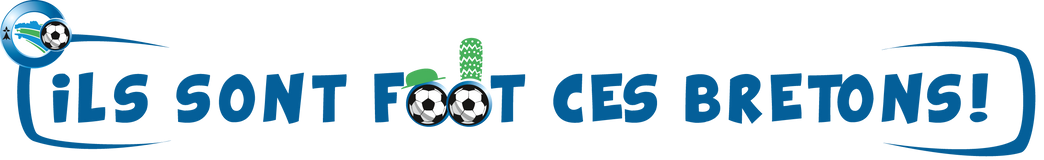 iLS SONT FOOT CES BRETONS!